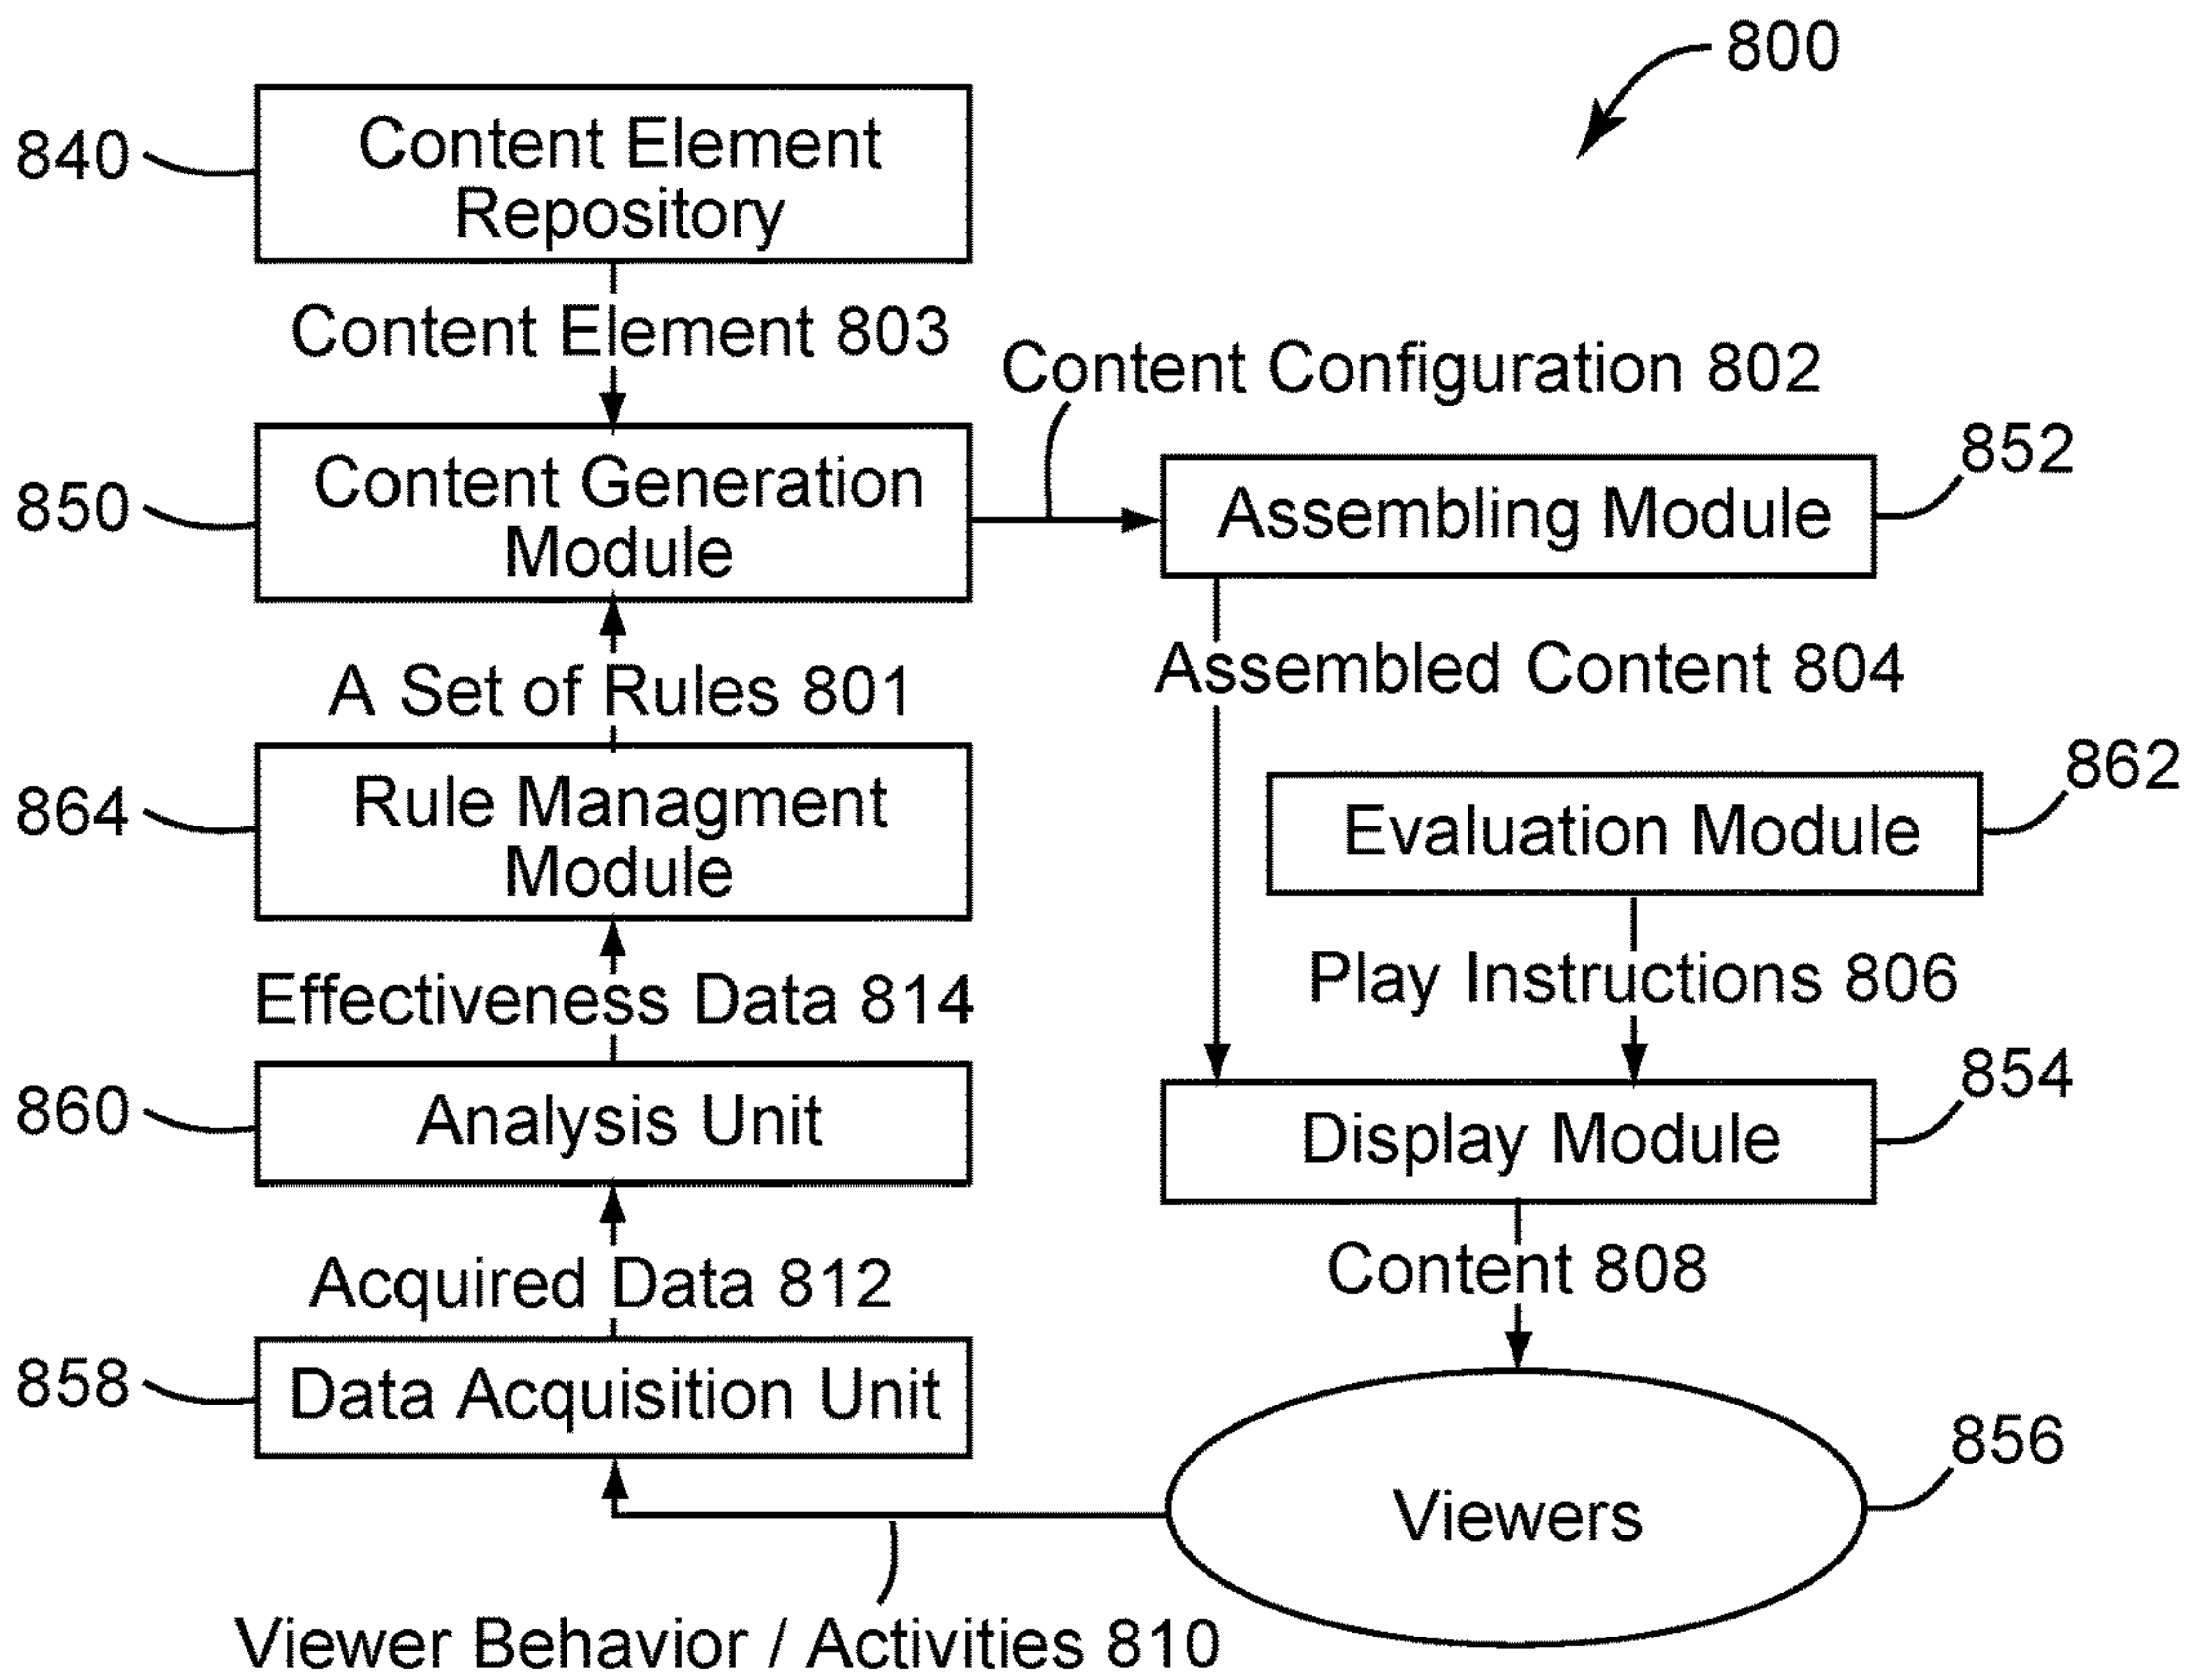 800
840
Content Element
Repository
Content Element 803
Content Configuration 802
850
Content Generation
Module
852
Assembling Module
A Set of Rules 801
Assembled Content 804
864
Rule Managment
Module
862
Evaluation Module
Effectiveness Data 814
Play Instructions 806
860
Analysis Unit
854
Display Module
Acquired Data 812
Content 808
858
Data Acquisition Unit
856
Viewers
Viewer Behavior / Activities 810